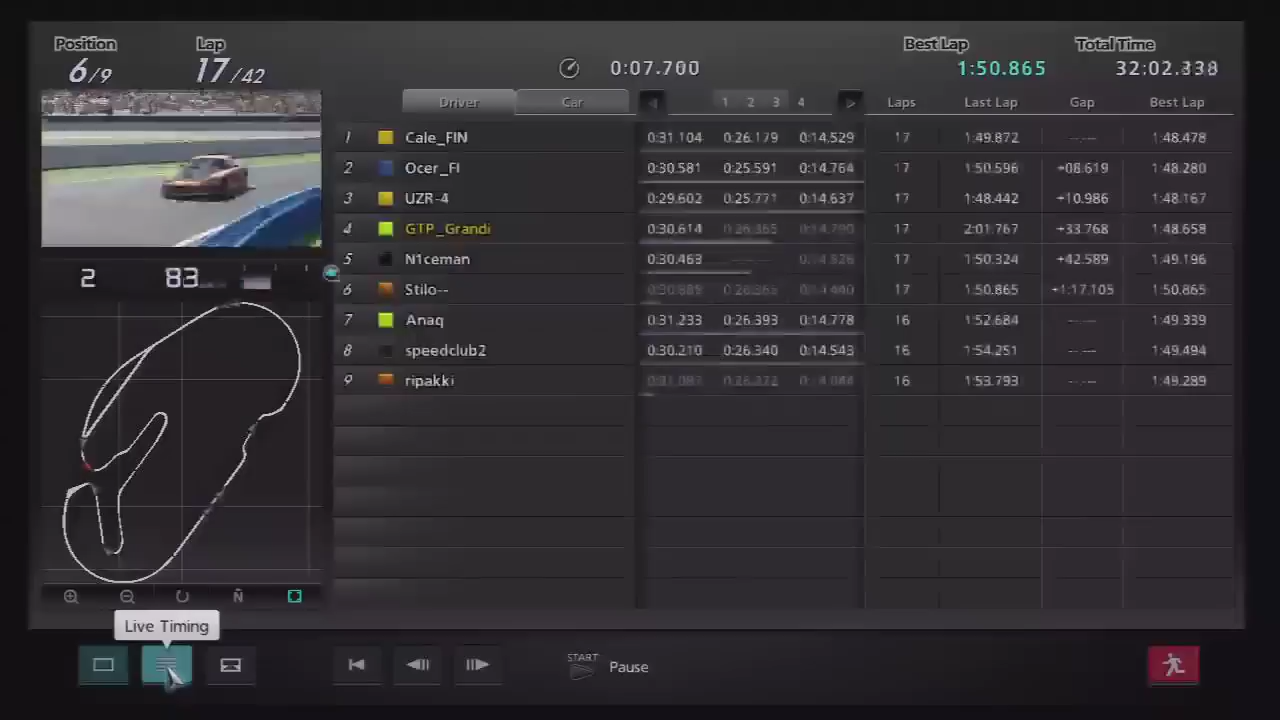 Position Lap Best Lap Total Time
6/9 17/42 0:07.700 1:50.865 32:02.338
Driver Car 1 2 3 4 Laps Last Lap Gap Best Lap
1 Cale_FIN 0:31.104 0:26.179 0:14.529 17 1:49.872 --.--- 1:48.478
2 Ocer_FI 0:30.581 0:25.591 0:14.764 17 1:50.596 +08.619 1:48.280
3 UZR-4 0:29.602 0:25.771 0:14.637 17 1:48.442 +10.986 1:48.167
4 GTP_Grandi 0:30.614 17 2:01.767 +33.768 1:48.658
5 N1ceman 0:30.463 17 1:50.324 +42.589 1:49.196
6 Stilo-- 17 1:50.865 +1:17.105 1:50.865
7 Anaq 0:31.233 0:26.393 0:14.778 16 1:52.684 --.--- 1:49.339
8 speedclub2 0:30.210 0:26.340 0:14.543 16 1:54.251 --.--- 1:49.494
9 ripakki 16 1:53.793 --.--- 1:49.289
2 83
N
Live Timing
START
Pause